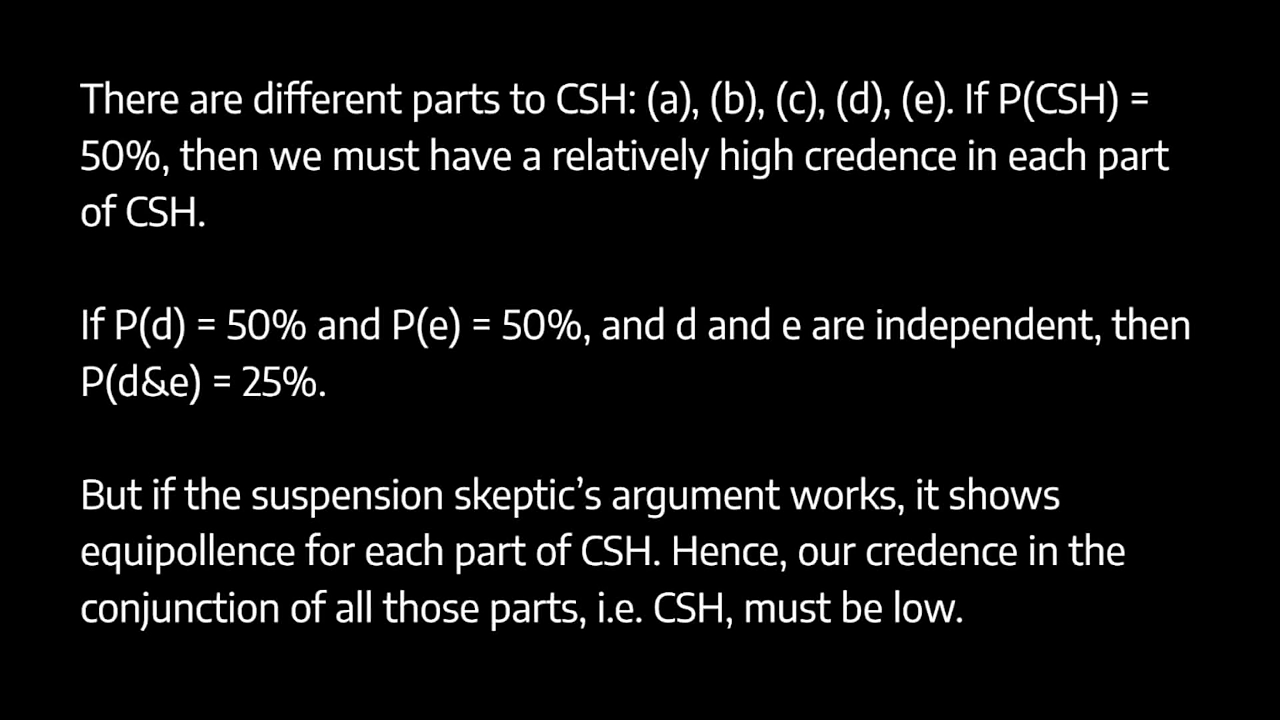 There are different parts to CSH: (a), (b), (c), (d), (e). If P(CSH) =
50%, then we must have a relatively high credence in each part
of CSH.
If P(d) = 50% and P(e) = 50%, and d and e are independent, then
P(d&e) = 25%.
But if the suspension skeptic’s argument works, it shows
equipollence for each part of CSH. Hence, our credence in the
conjunction of all those parts, i.e. CSH, must be low.